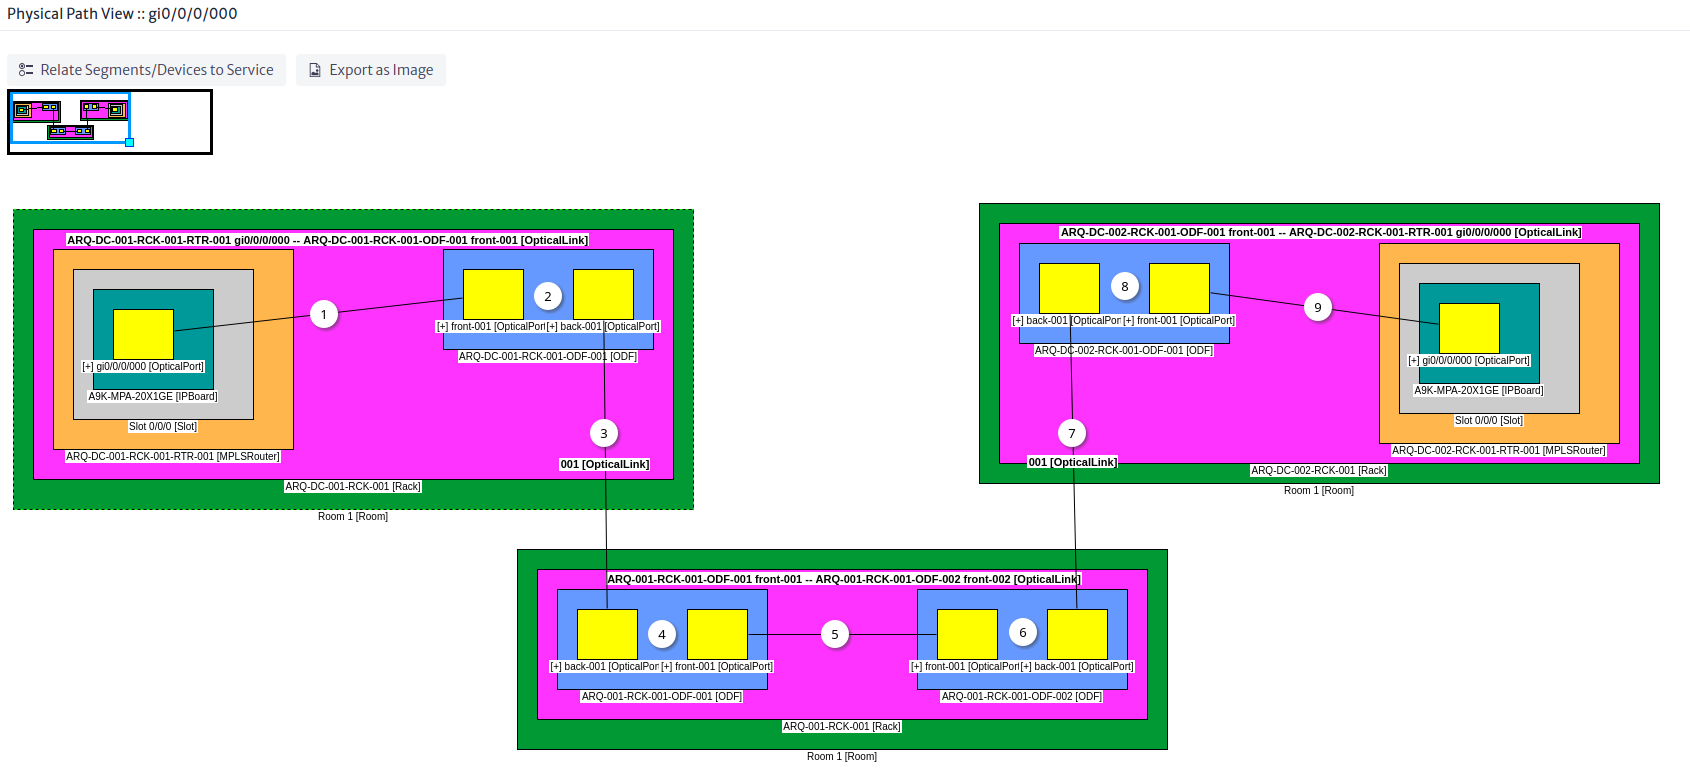 Physical Path View :: gi0/0/0/000
Relate Segments/Devices to Service
Export as Image
ARQ-DC-001-RCK-001-RTR-001 gi0/0/0/000 -- ARQ-DC-001-RCK-001-ODF-001 front-001 [OpticalLink]
1
2
[+] gi0/0/0/000 [OpticalPort]
A9K-MPA-20X1GE [IPBoard]
Slot 0/0/0 [Slot]
ARQ-DC-001-RCK-001-RTR-001 [MPLSRouter]
[+] front-001 [OpticalPort
[+] back-001 [OpticalPort]
ARQ-DC-001-RCK-001-ODF-001 [ODF]
3
001 [OpticalLink]
ARQ-DC-001-RCK-001 [Rack]
Room 1 [Room]
ARQ-DC-002-RCK-001-ODF-001 front-001 -- ARQ-DC-002-RCK-001-RTR-001 gi0/0/0/000 [OpticalLink]
8
9
[+] back-001 [OpticalPor
[+] front-001 [OpticalPort]
ARQ-DC-002-RCK-001-ODF-001 [ODF]
[+] gi0/0/0/000 [OpticalPort]
A9K-MPA-20X1GE [IPBoard]
Slot 0/0/0 [Slot]
ARQ-DC-002-RCK-001-RTR-001 [MPLSRouter]
7
001 [OpticalLink]
ARQ-DC-002-RCK-001 [Rack]
Room 1 [Room]
ARQ-001-RCK-001-ODF-001 front-001 -- ARQ-001-RCK-001-ODF-002 front-002 [OpticalLink]
4
5
6
[+] back-001 [OpticalPor
[+] front-001 [OpticalPort]
[+] front-001 [OpticalPort
[+] back-001 [OpticalPort]
ARQ-001-RCK-001-ODF-001 [ODF]
ARQ-001-RCK-001-ODF-002 [ODF]
ARQ-001-RCK-001 [Rack]
Room 1 [Room]